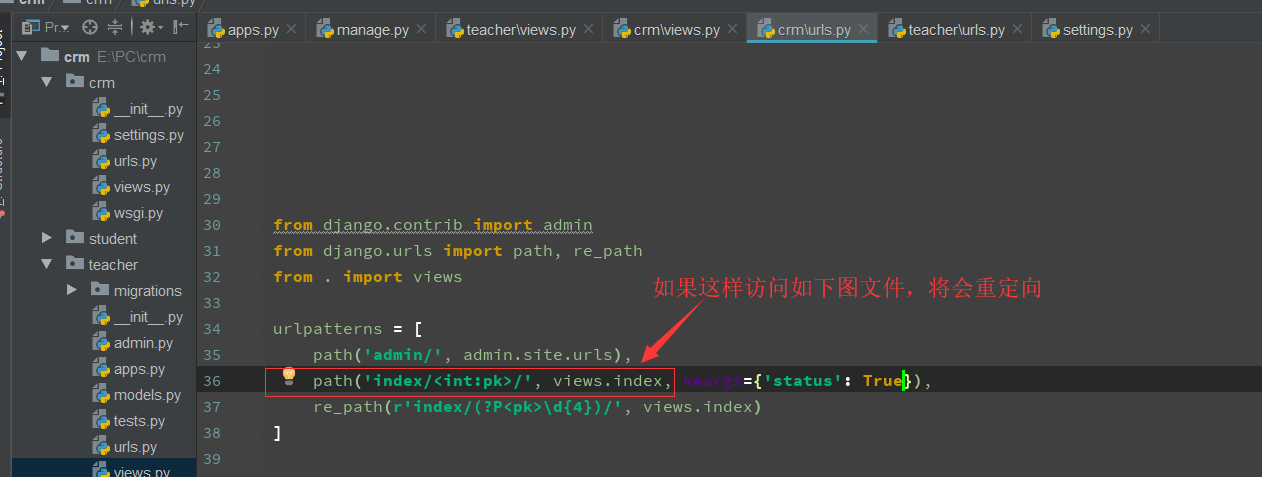 crm
crm
urls.py
Pr..
apps.py
manage.py
teacher\views.py
crm\views.py
crm\urls.py
teacher\urls.py
settings.py
crm E:\PC\crm
crm
__init__.py
settings.py
urls.py
views.py
wsgi.py
student
teacher
migrations
__init__.py
admin.py
apps.py
models.py
tests.py
urls.py
views.py
23
24
25
26
27
28
29
30 from django.contrib import admin
31 from django.urls import path, re_path
32 from . import views
如果这样访问如下图文件，将会重定向
33
34 urlpatterns = [
35 path('admin/', admin.site.urls),
36 path('index/<int:pk>/', views.index, kwargs={'status': True}),
37 re_path(r'index/(?P<pk>\d{4})/', views.index)
38 ]
39